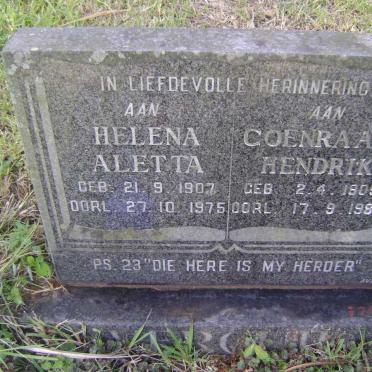 IN LIEFDEVOLLE HERINNERING
AAN
HELENA
ALETTA
GEB. 21. 9. 1907
OORL. 27. 10. 1975
AAN
COENRAA
HENDRIK
GEB. 2. 4. 190
OORL. 17. 9. 198
PS. 23 "DIE HERE IS MY HERDER"